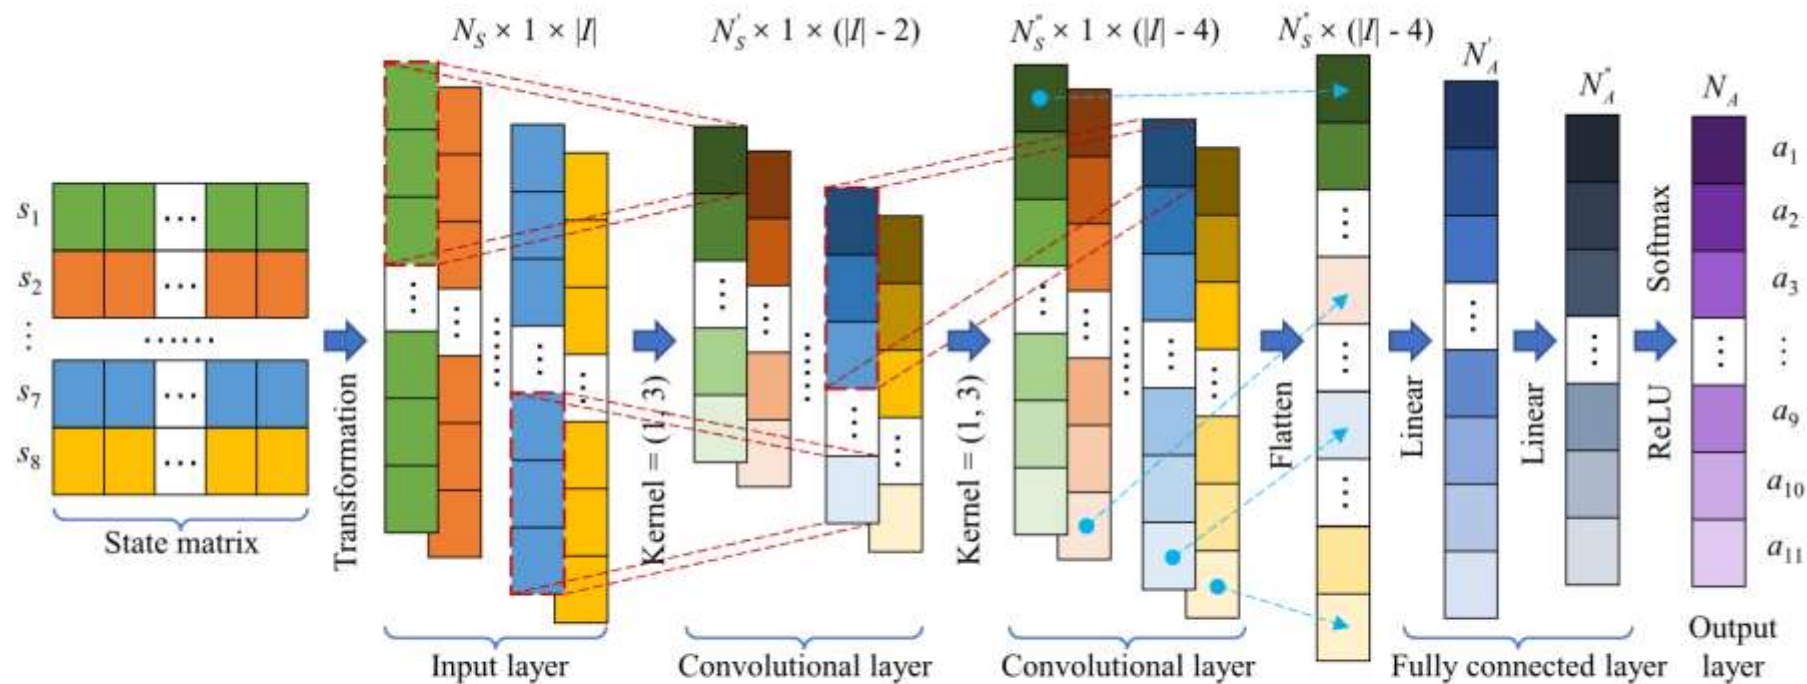 N_S × 1 × |I|
N'_S × 1 × (|I| - 2)
N"_S × 1 × (|I| - 4)
N"_S × (|I| - 4)
N'_A
N"_A
N_A
s_1
s_2
⋮
s_7
s_8
......
State matrix
Transformation
Input layer
Kernel = (1, 3)
Convolutional layer
Kernel = (1, 3)
Convolutional layer
Flatten
Linear
Linear
Fully connected layer
ReLU Softmax
a_1
a_2
a_3
⋮
a_9
a_10
a_11
Output
layer